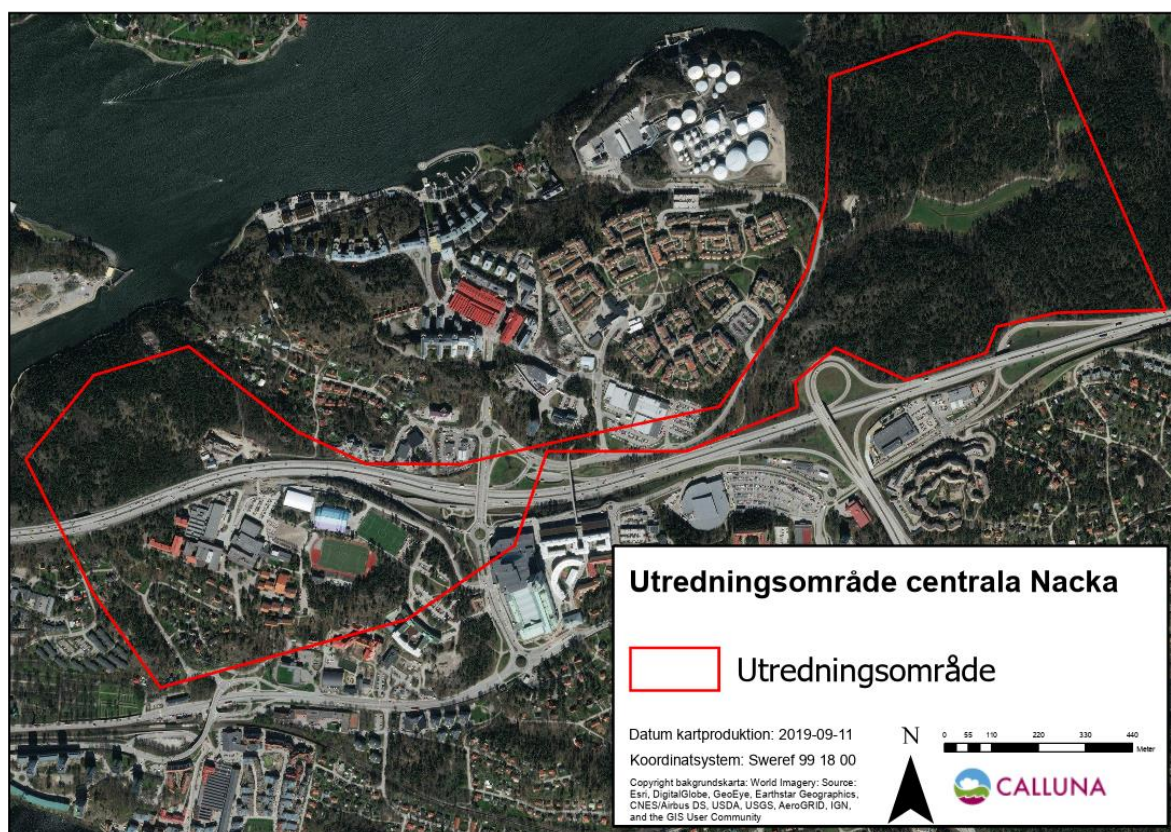 Utredningsområde centrala Nacka
Utredningsområde
Datum kartproduktion: 2019-09-11
Koordinatsystem: Sweref 99 18 00
Copyright bakgrundskarta: World Imagery: Source:
Esri, DigitalGlobe, GeoEye, Earthstar Geographics,
CNES/Airbus DS, USDA, USGS, AeroGRID, IGN,
and the GIS User Community
N
0 55 110 220 330 440
Meter
CALLUNA